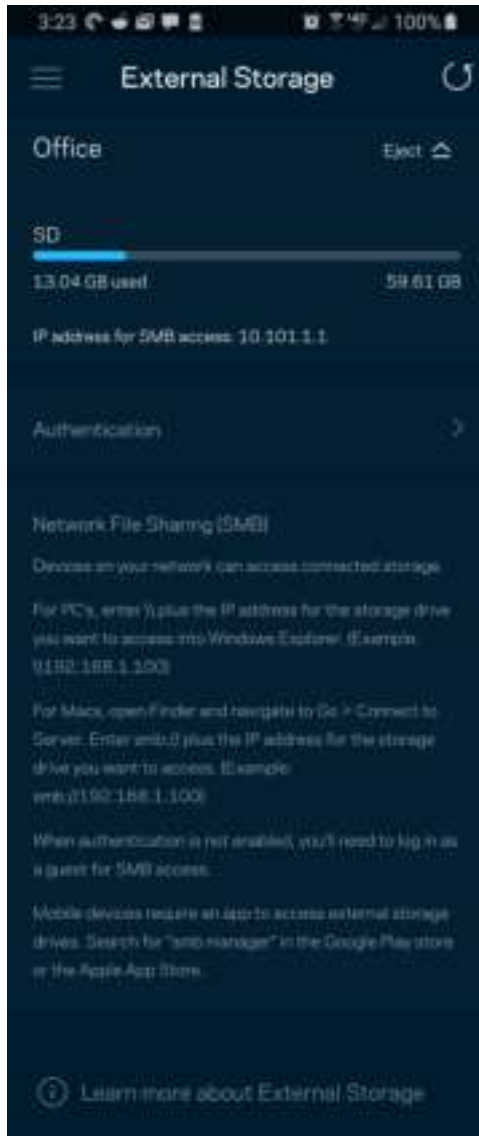 3:23
100%
External Storage
Office
Eject
SD
13.04 GB used
59.61 GB
IP address for SMB access: 10.101.1.1
Authentication
Network File Sharing (SMB)
Devices on your network can access connected storage.
For PC's, enter \\ plus the IP address for the storage drive
you want to access into Windows Explorer. (Example:
\\192.168.1.100)
For Macs, open Finder and navigate to Go > Connect to
Server. Enter smb:// plus the IP address for the storage
drive you want to access. (Example:
smb://192.168.1.100)
When authentication is not enabled, you'll need to log in as
a guest for SMB access.
Mobile devices require an app to access external storage
drives. Search for "smb manager" in the Google Play store
or the Apple App Store.
Learn more about External Storage